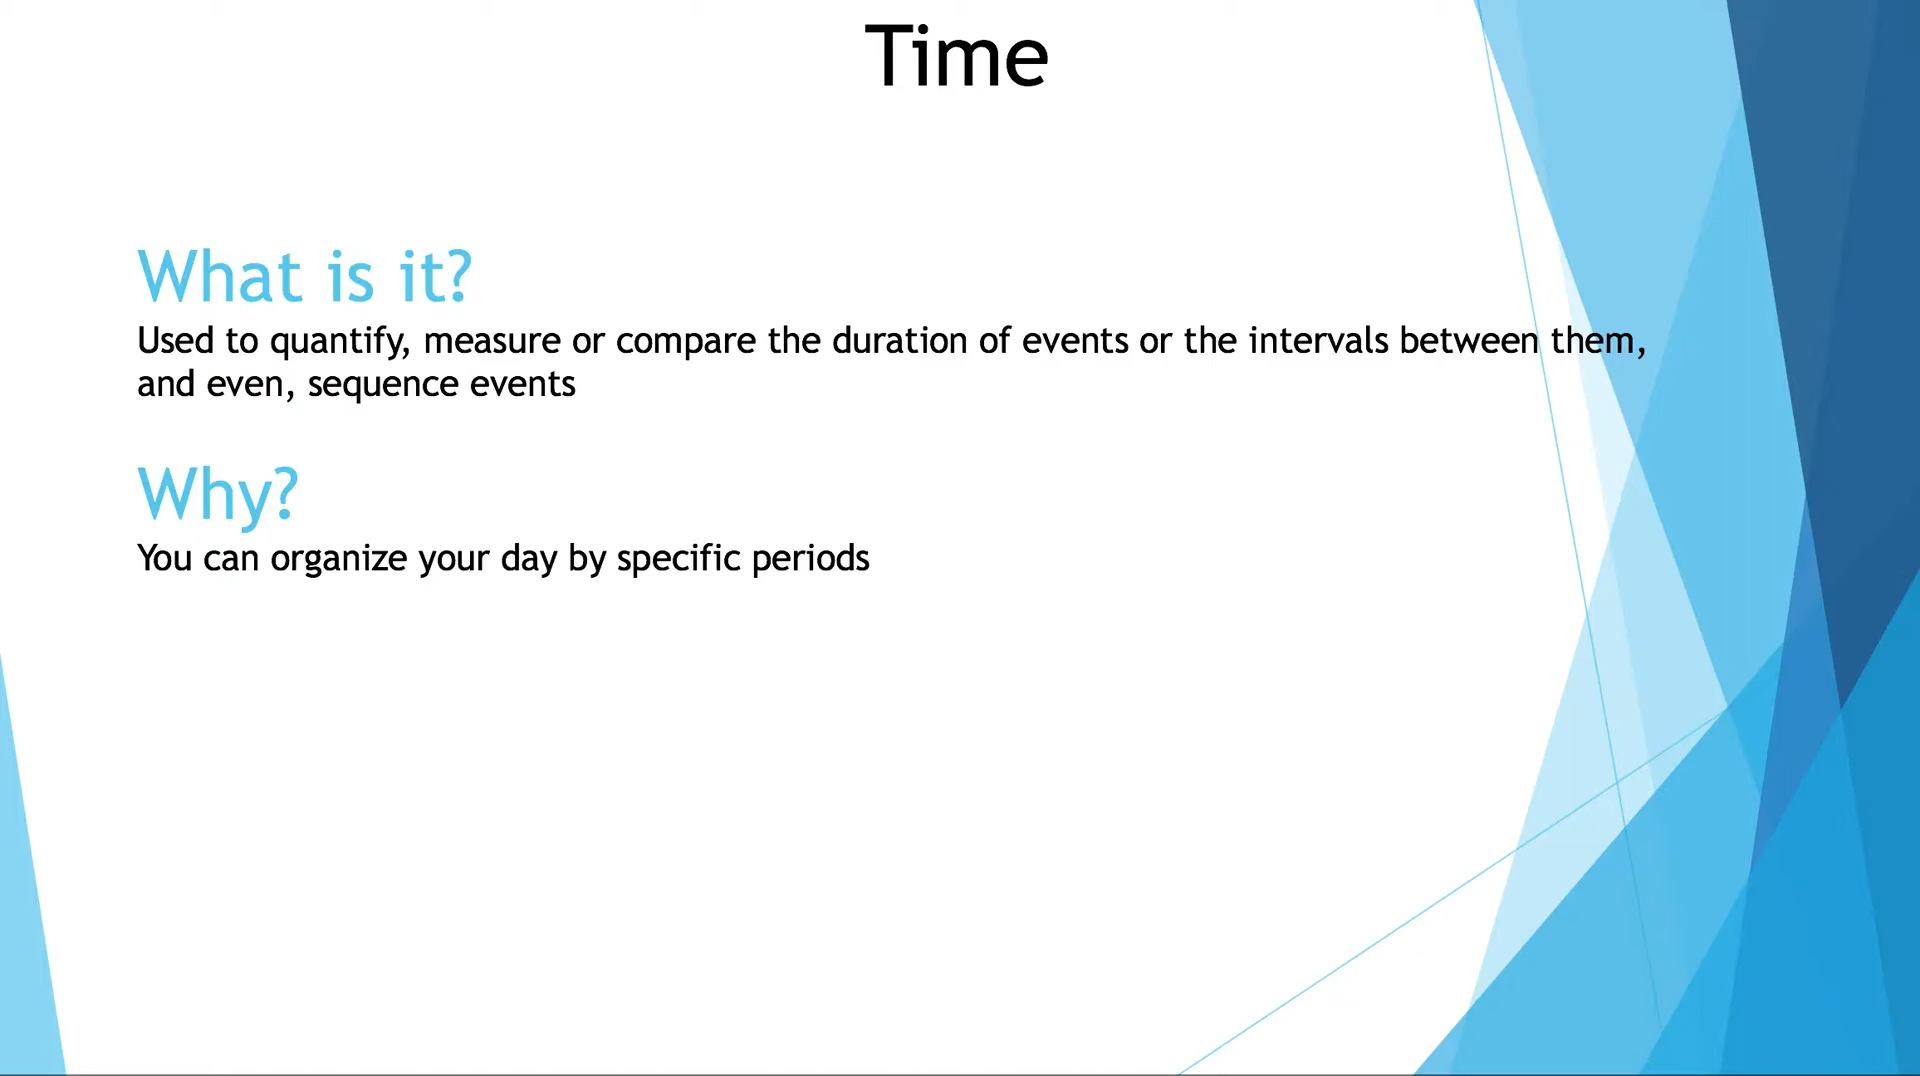 Time
What is it?
Used to quantify, measure or compare the duration of events or the intervals between them,
and even, sequence events
Why?
You can organize your day by specific periods